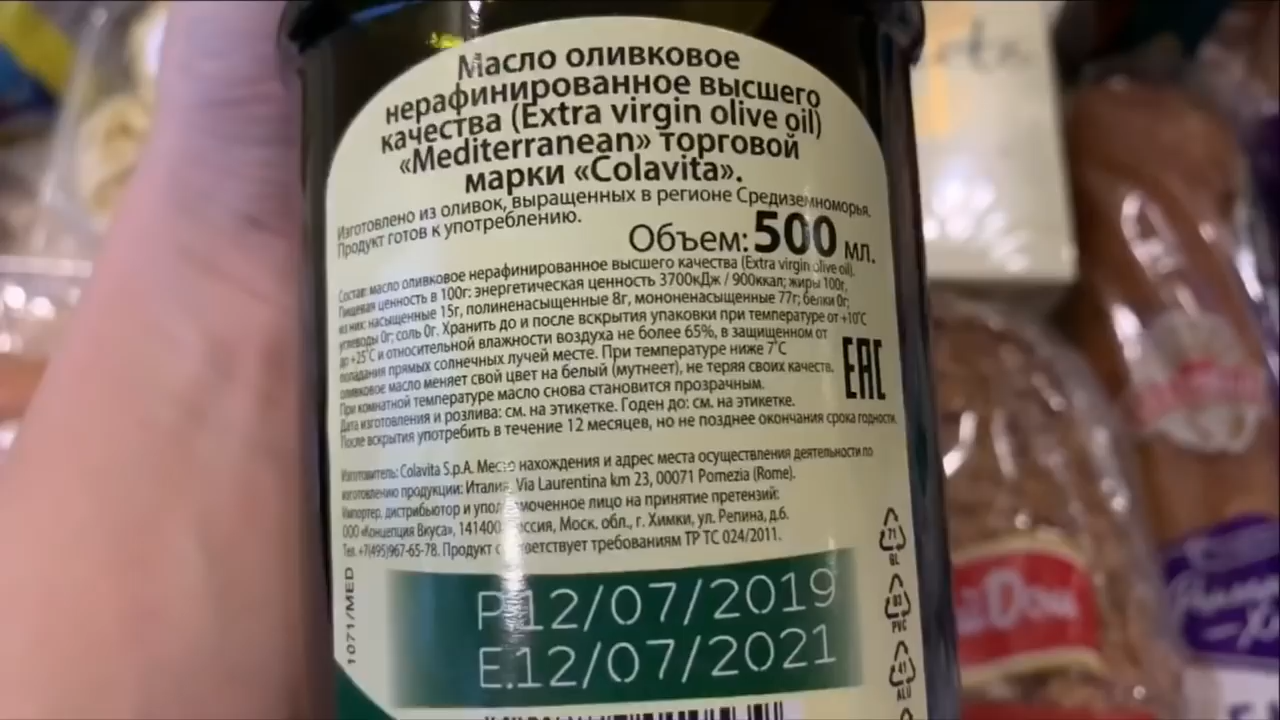 Масло оливковое
нерафинированное высшего
качества (Extra virgin olive oil)
«Mediterranean» торговой
марки «Colavita».
Изготовлено из оливок, выращенных в регионе Средиземноморья.
Продукт готов к употреблению.
Объем: 500 мл.
Состав: масло оливковое нерафинированное высшего качества (Extra virgin olive oil).
Пищевая ценность в 100г: энергетическая ценность 3700кДж / 900ккал; жиры 100г,
из них: насыщенные 15г, полиненасыщенные 8г, мононенасыщенные 77г; белки 0г;
углеводы 0г; соль 0г. Хранить до и после вскрытия упаковки при температуре от +10°C
до +25°C и относительной влажности воздуха не более 65%, в защищенном от
попадания прямых солнечных лучей месте. При температуре ниже 7°C
оливковое масло меняет свой цвет на белый (мутнеет), не теряя своих качеств.
При комнатной температуре масло снова становится прозрачным.
Дата изготовления и розлива: см. на этикетке. Годен до: см. на этикетке.
После вскрытия употребить в течение 12 месяцев, но не позднее окончания срока годности.
EAC
Изготовитель: Colavita S.p.A. Место нахождения и адрес места осуществления деятельности по
изготовлению продукции: Италия, Via Laurentina km 23, 00071 Pomezia (Rome).
Импортер, дистрибьютор и уполномоченное лицо на принятие претензий:
ООО «Концепция Вкуса», 141400, Россия, Моск. обл., г. Химки, ул. Репина, д.6.
Тел. +7(495)967-65-78. Продукт соответствует требованиям ТР ТС 024/2011.
1071/MED
P.12/07/2019
E.12/07/2021
71
GL
03
PVC
41
ALU
Дом